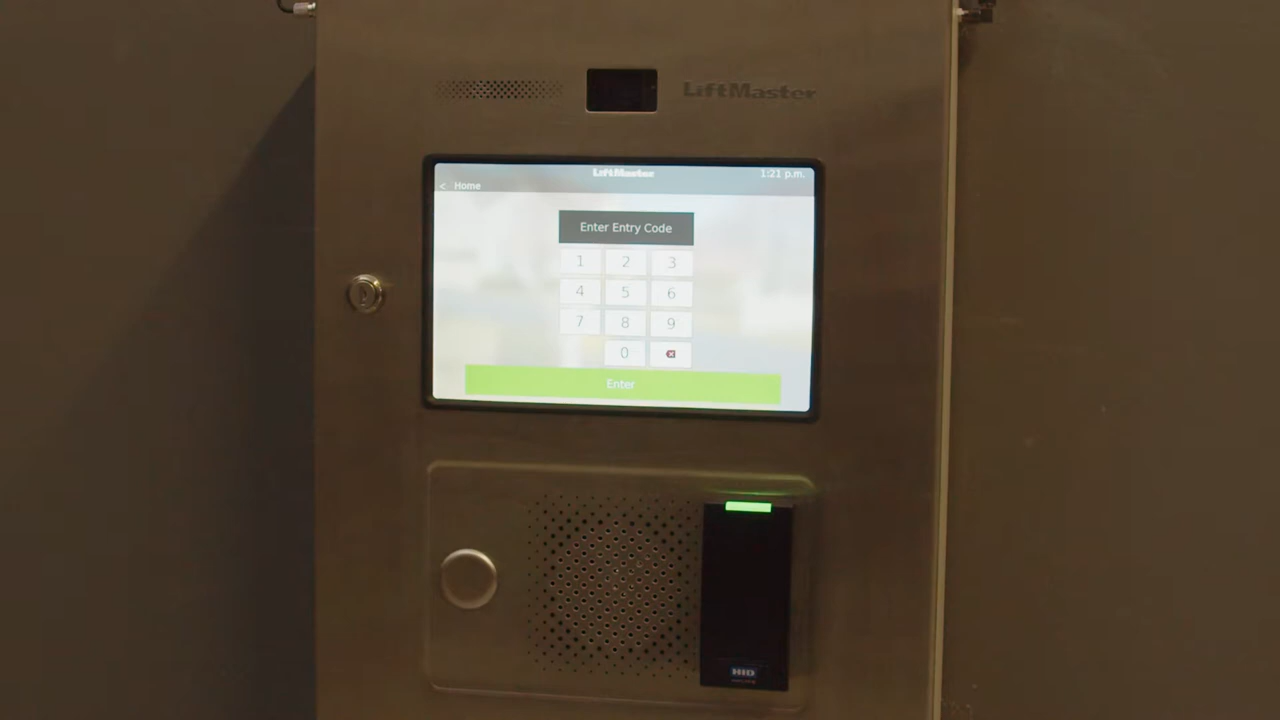 LiftMaster
LiftMaster
1:21 p.m.
< Home
Enter Entry Code
1 2 3
4 5 6
7 8 9
0
Enter
HID